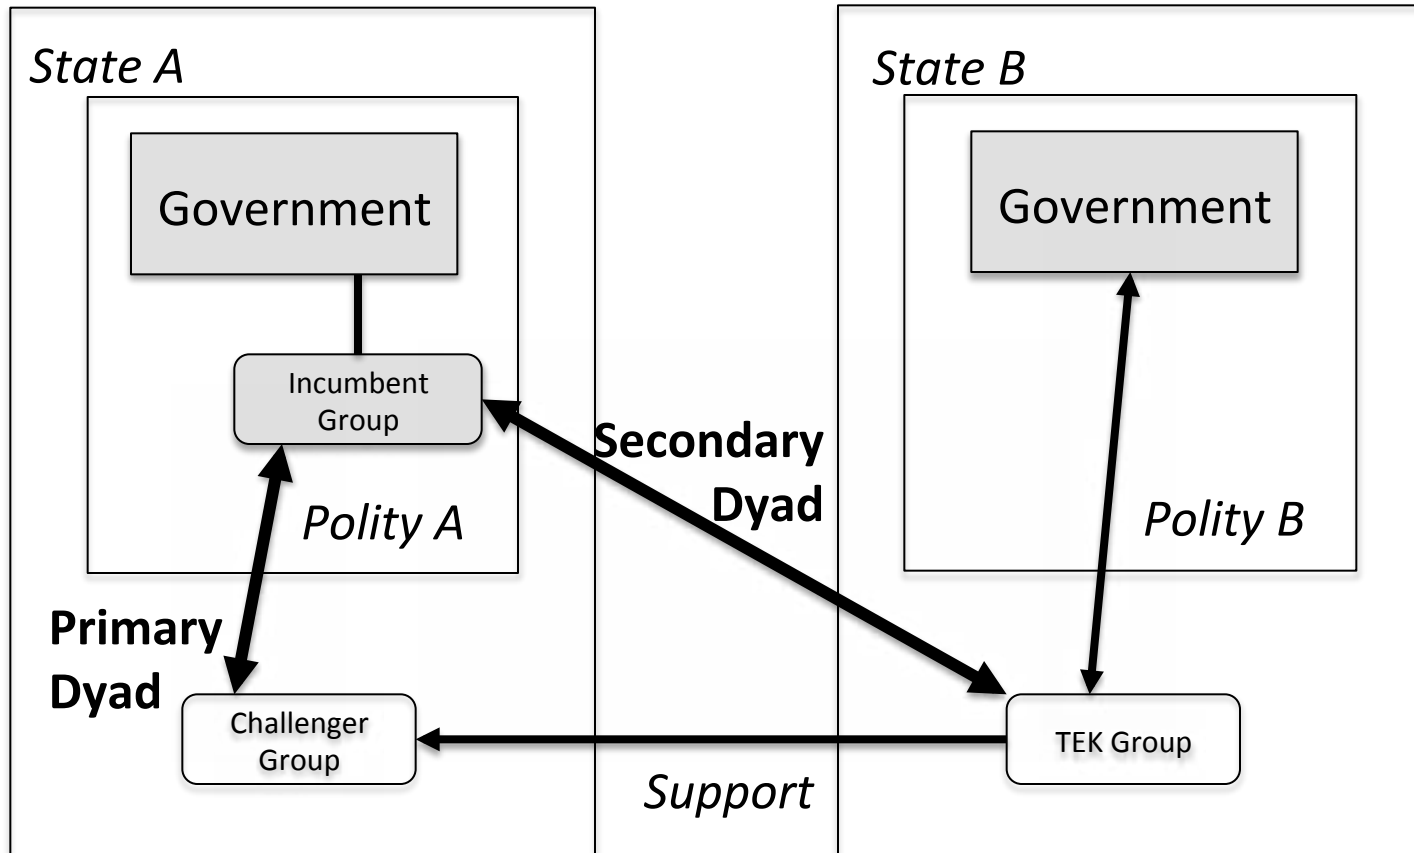 State A
Government
Incumbent
Group
Polity A
Primary
Dyad
Challenger
Group
Secondary
Dyad
Support
State B
Government
Polity B
TEK Group